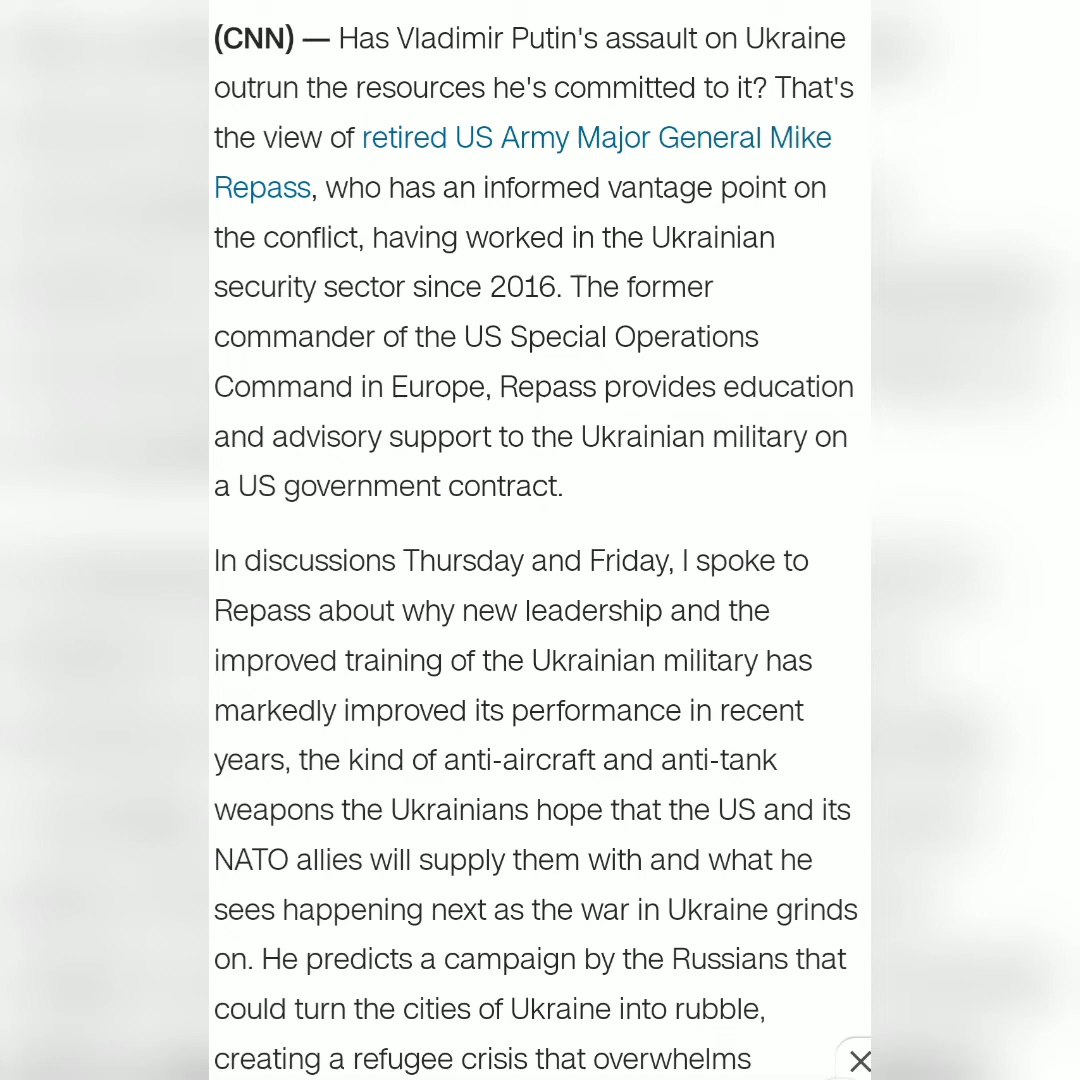 (CNN) — Has Vladimir Putin's assault on Ukraine
outrun the resources he's committed to it? That's
the view of retired US Army Major General Mike
Repass, who has an informed vantage point on
the conflict, having worked in the Ukrainian
security sector since 2016. The former
commander of the US Special Operations
Command in Europe, Repass provides education
and advisory support to the Ukrainian military on
a US government contract.
In discussions Thursday and Friday, I spoke to
Repass about why new leadership and the
improved training of the Ukrainian military has
markedly improved its performance in recent
years, the kind of anti-aircraft and anti-tank
weapons the Ukrainians hope that the US and its
NATO allies will supply them with and what he
sees happening next as the war in Ukraine grinds
on. He predicts a campaign by the Russians that
could turn the cities of Ukraine into rubble,
creating a refugee crisis that overwhelms